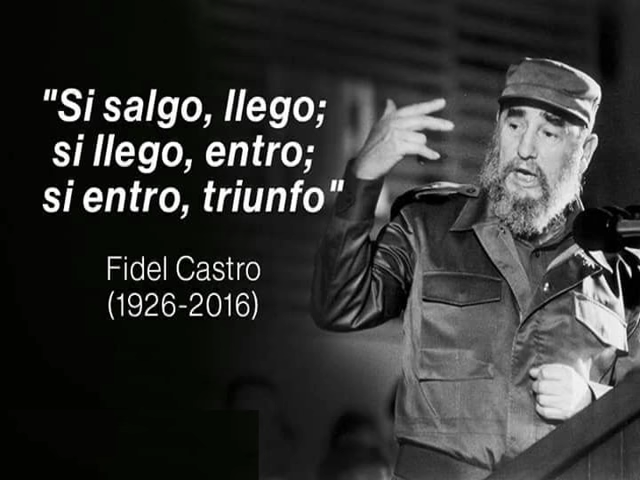 "Si salgo, llego;
si llego, entro;
si entro, triunfo"
Fidel Castro
(1926-2016)